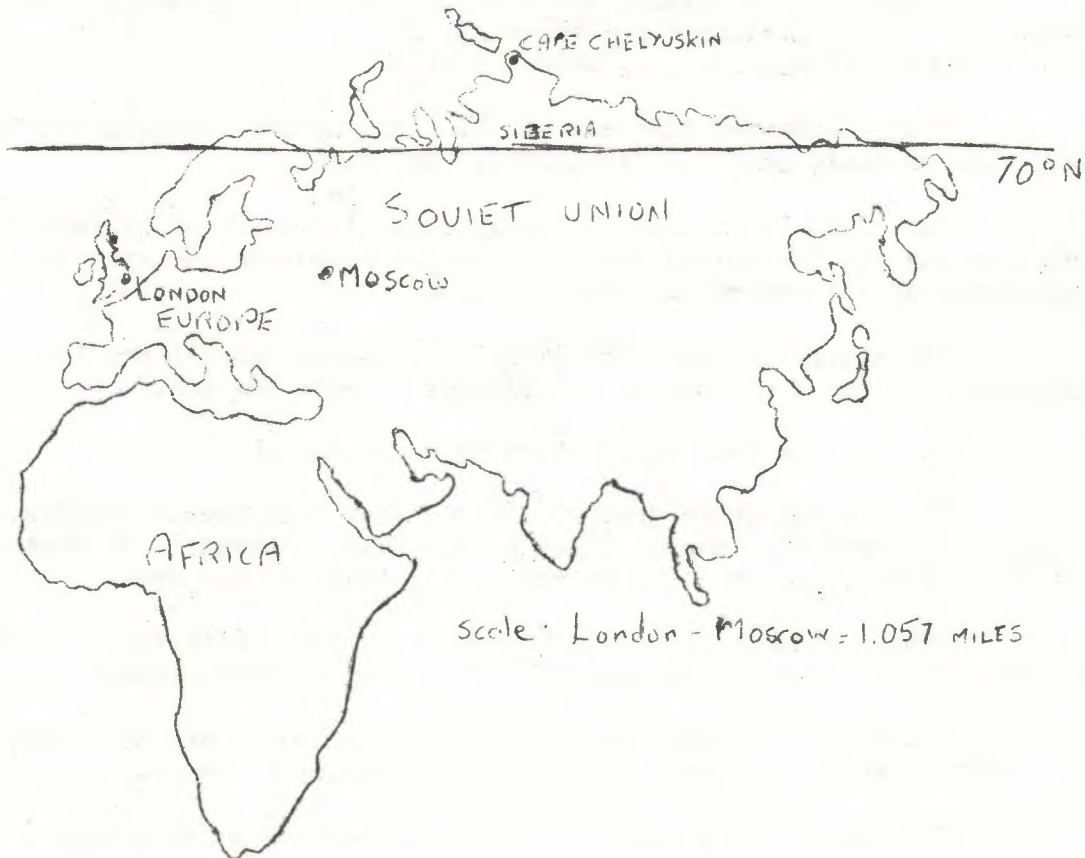 CAPE CHELYUSKIN
SIBERIA
70°N
SOVIET UNION
MOSCOW
LONDON
EUROPE
AFRICA
Scale: London - Moscow = 1.057 MILES